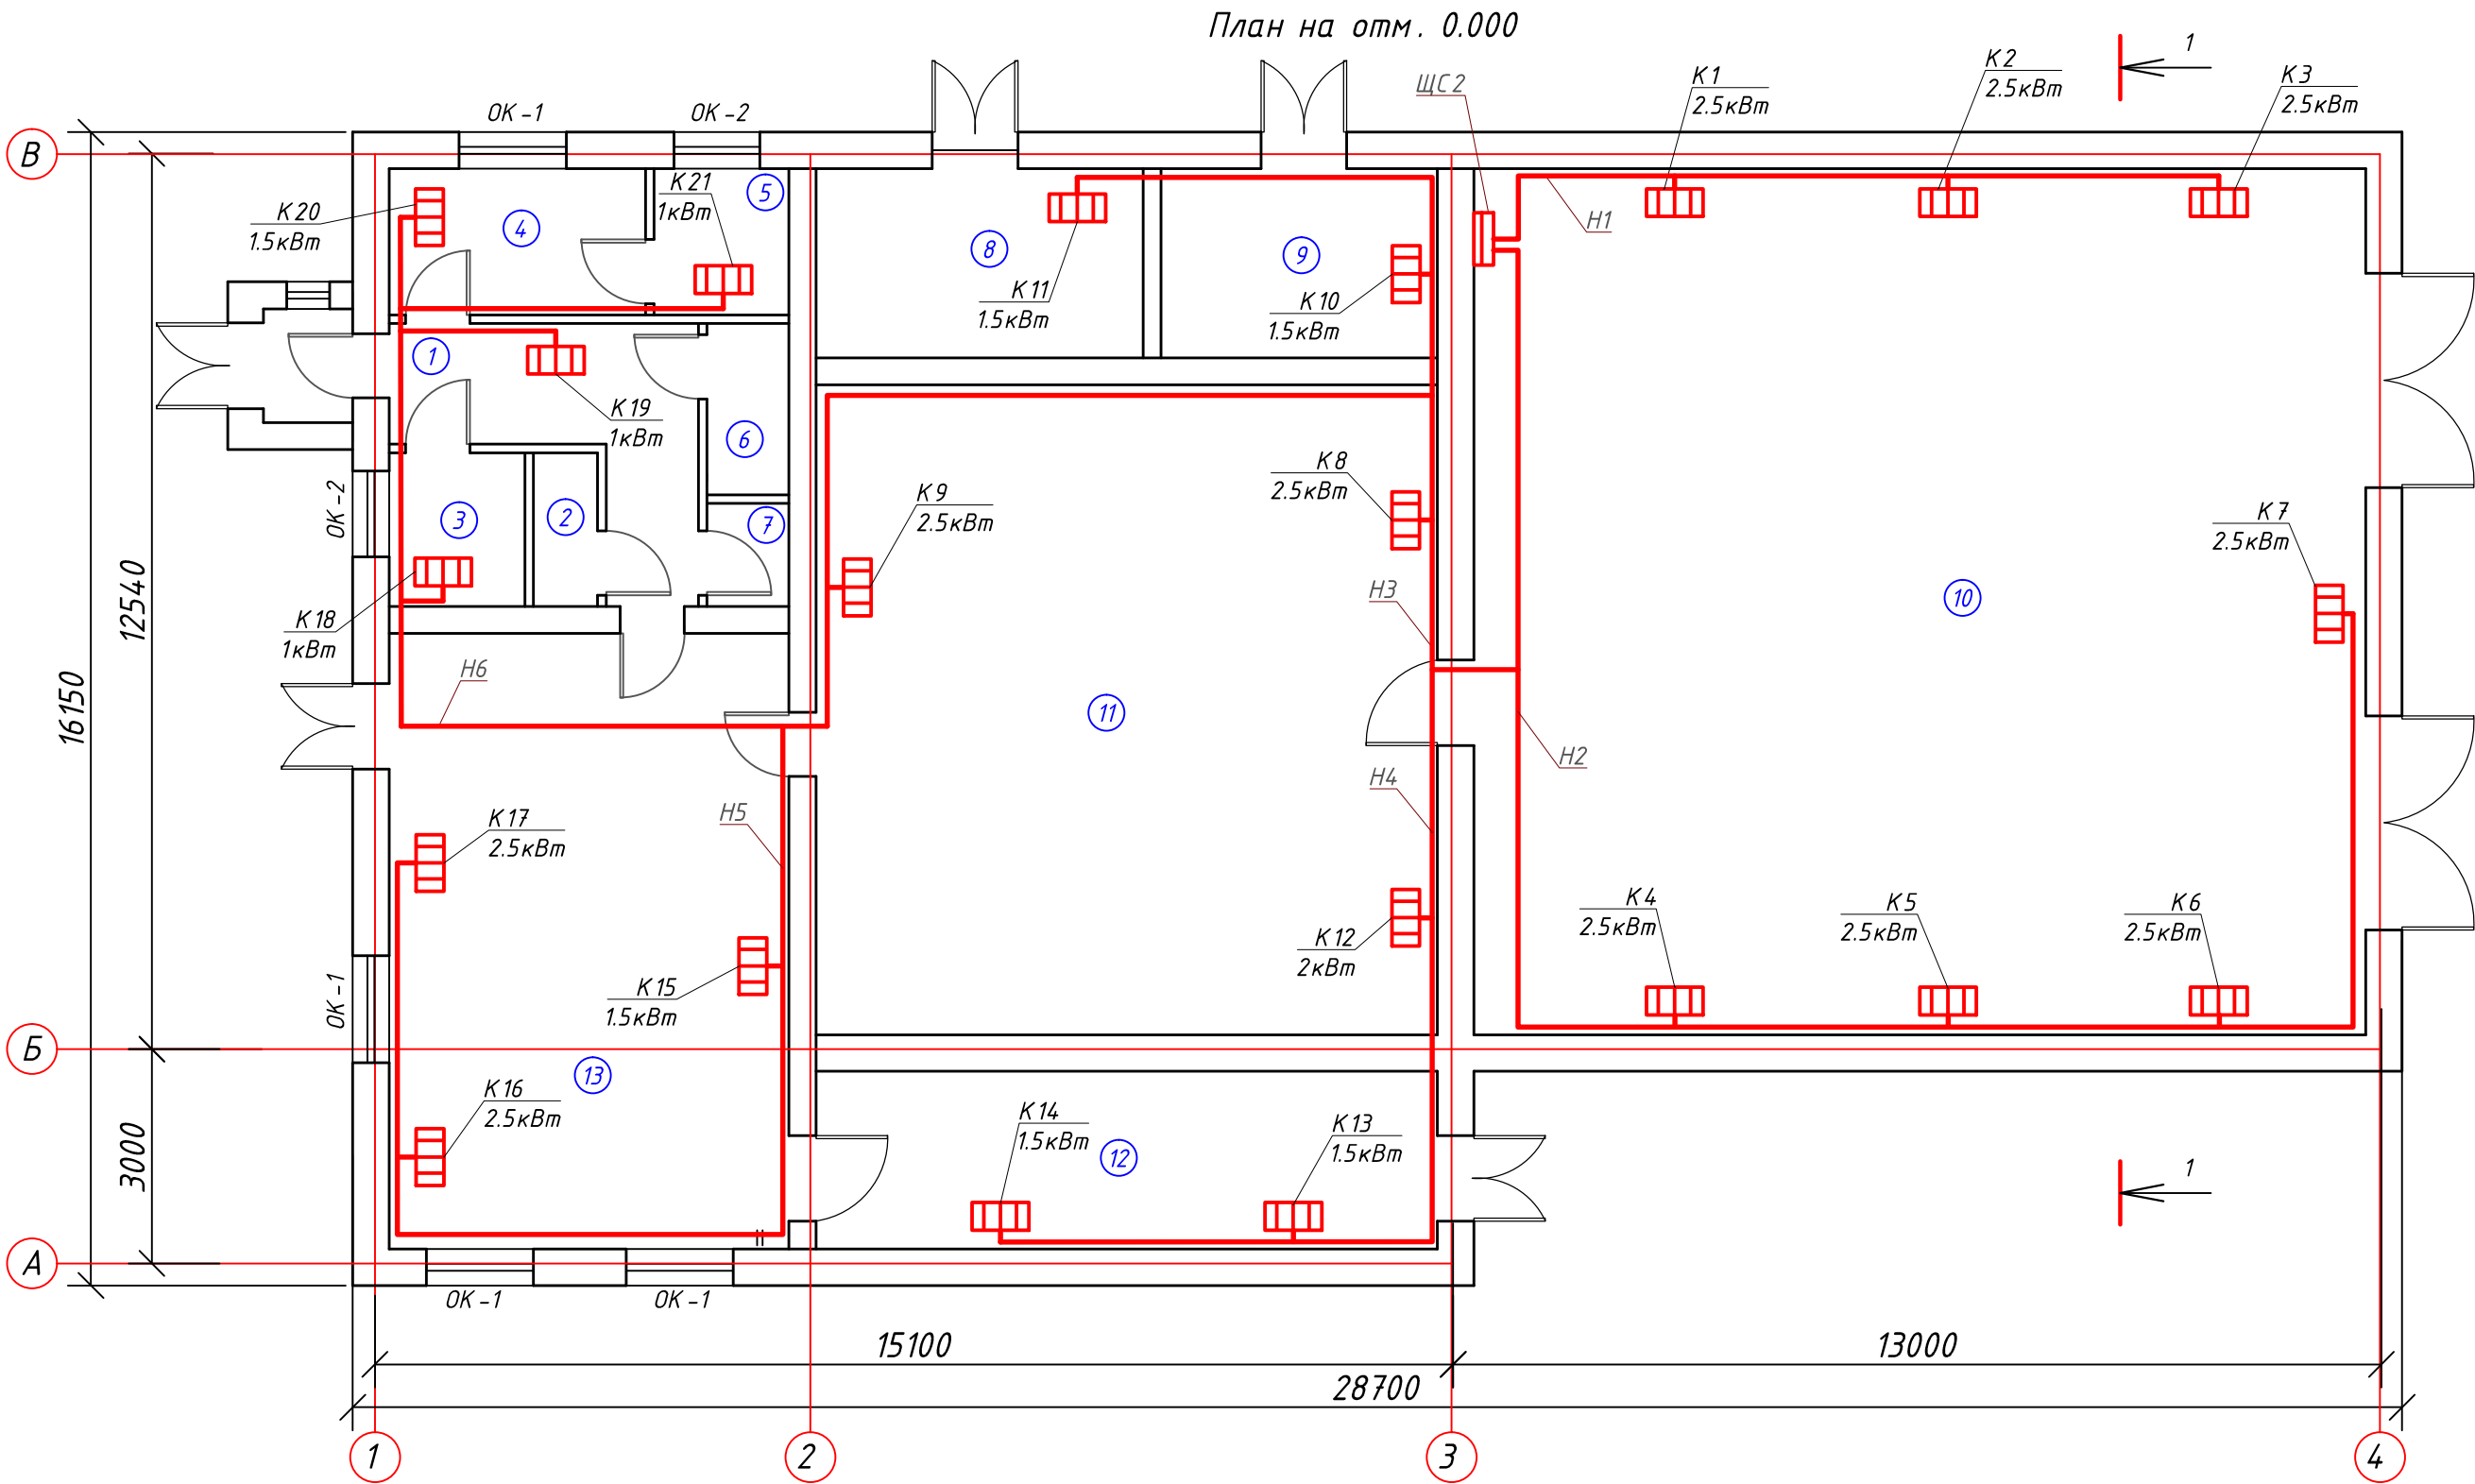 План на отм. 0.000
1
К2
2.5кВт
К3
2.5кВт
К1
2.5кВт
ЩС2
ОК-1
ОК-2
В
К21
1кВт
5
К20
1.5кВт
4
Н1
8
9
К11
1.5кВт
К10
1.5кВт
1
К19
1кВт
6
К8
2.5кВт
К9
2.5кВт
ОК-2
3
2
7
К7
2.5кВт
12540
Н3
10
К18
1кВт
Н6
16150
11
Н2
Н4
Н5
К17
2.5кВт
К4
2.5кВт
К5
2.5кВт
К6
2.5кВт
К12
2кВт
К15
1.5кВт
ОК-1
Б
13
К16
2.5кВт
3000
К14
1.5кВт
12
К13
1.5кВт
1
А
ОК-1
ОК-1
15100
13000
28700
1
2
3
4